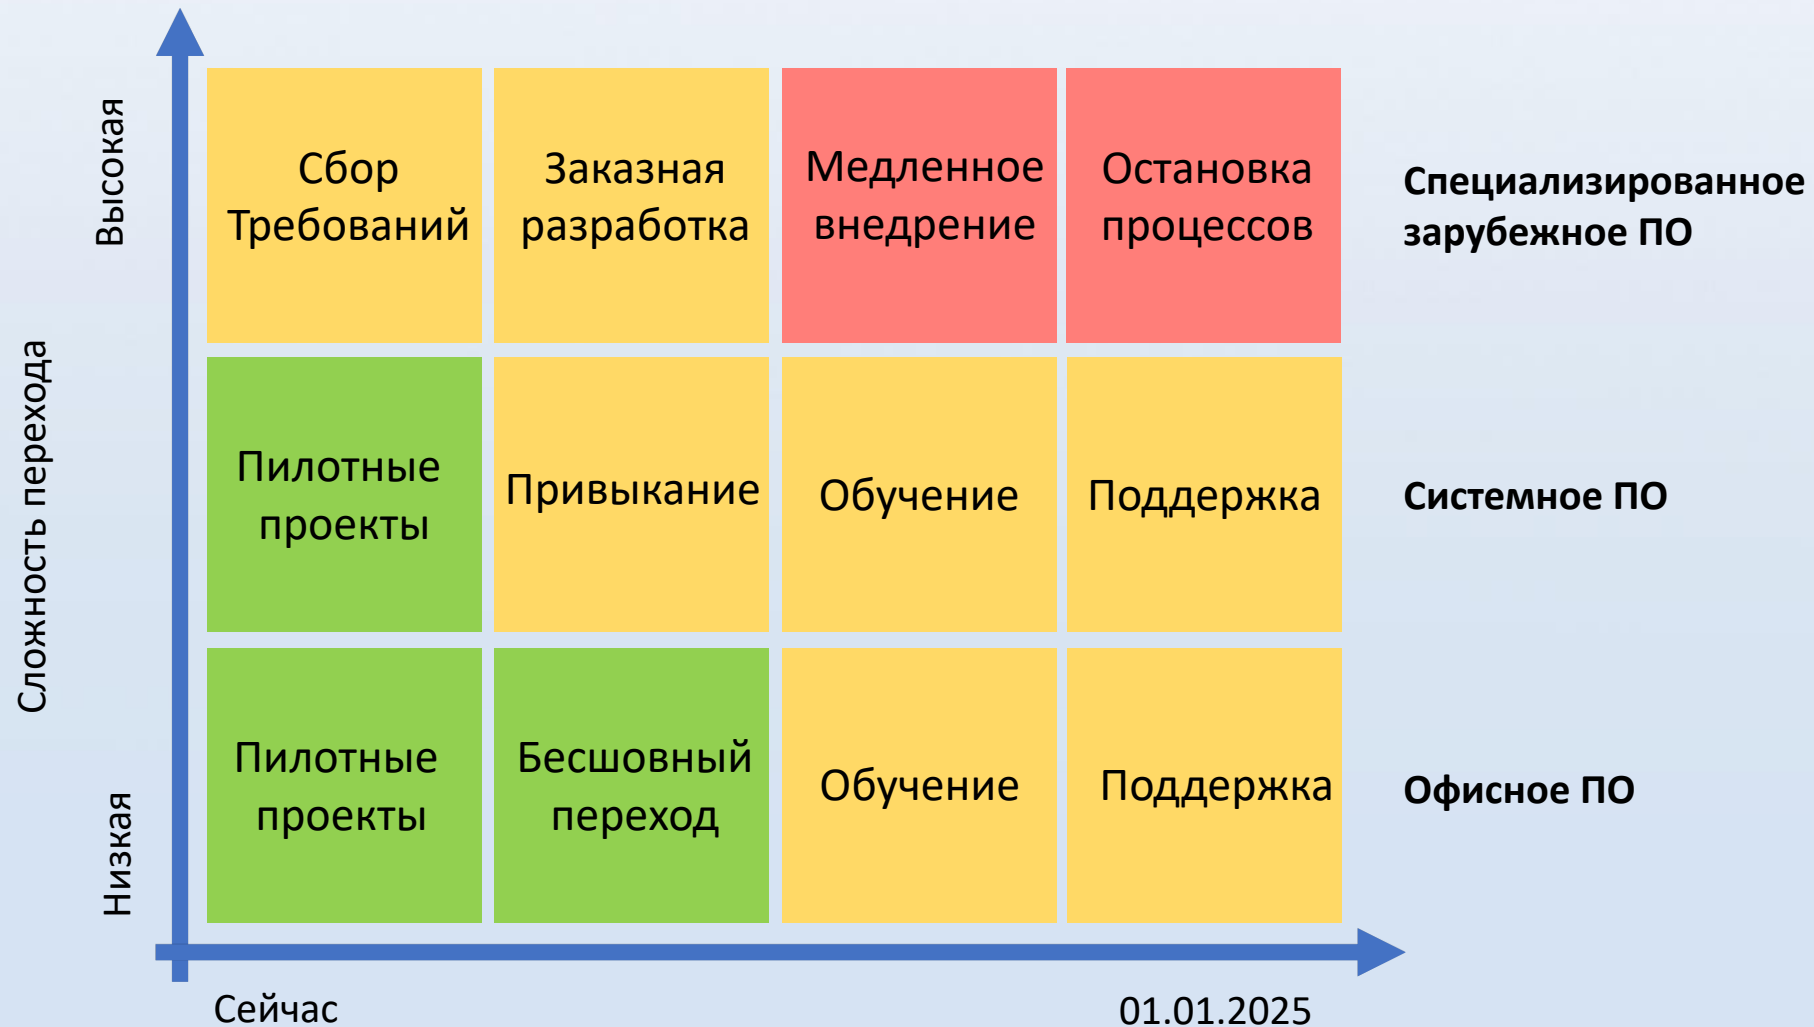 Высокая
Сложность перехода
Низкая
Сбор
Требований
Заказная
разработка
Медленное
внедрение
Остановка
процессов
Специализированное
зарубежное ПО
Пилотные
проекты
Привыкание
Обучение
Поддержка
Системное ПО
Пилотные
проекты
Бесшовный
переход
Обучение
Поддержка
Офисное ПО
Сейчас
01.01.2025